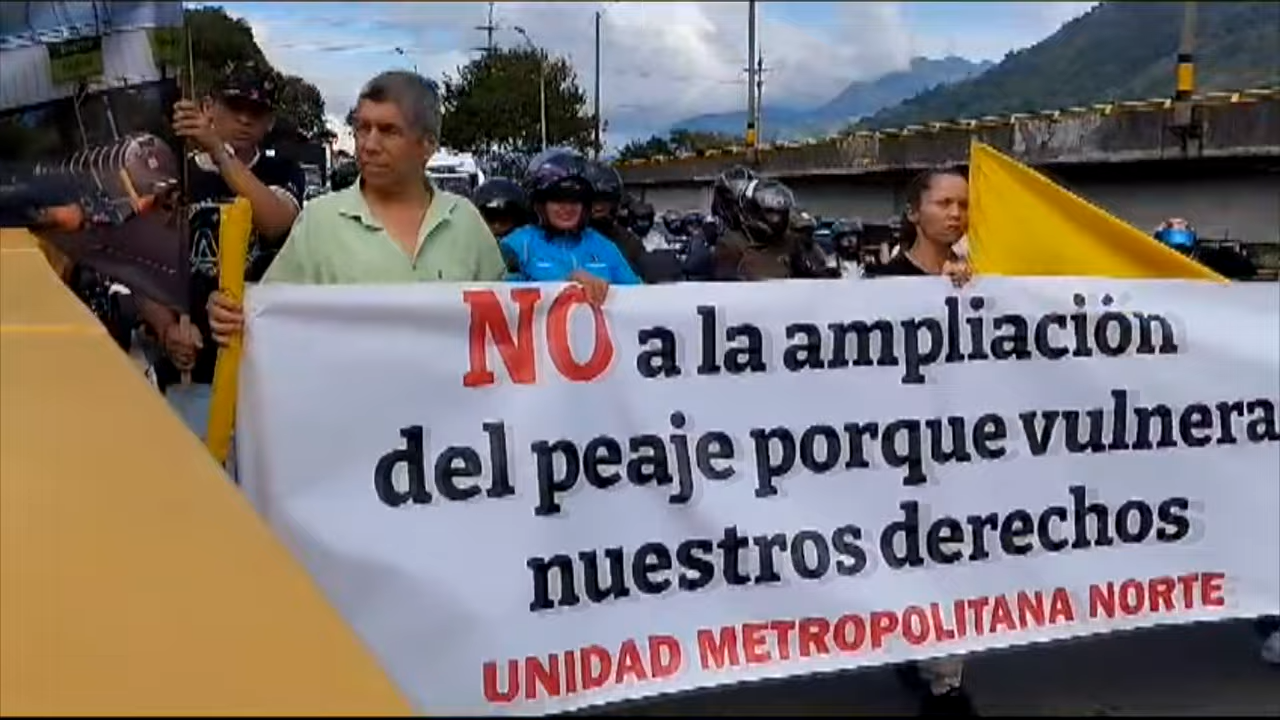 NO a la ampliación
del peaje porque vulnera
nuestros derechos
UNIDAD METROPOLITANA NORTE